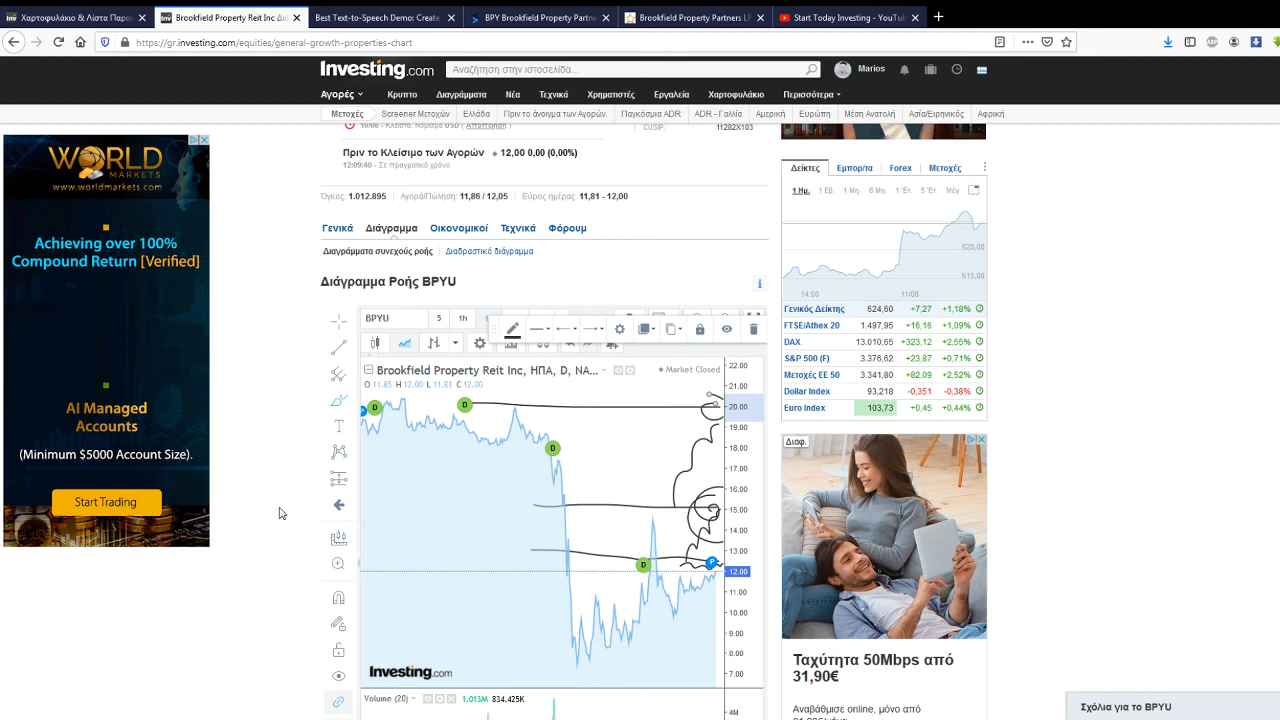 Χαρτοφυλάκιο & Λίστα Παρα
Brookfield Property Reit Inc Δι
Best Text-to-Speech Demo: Create
BPY Brookfield Property Partne
Brookfield Property Partners LP
Start Today Investing - YouTub
https://gr.investing.com/equities/general-growth-properties-chart
Investing.com
Αναζήτηση στην ιστοσελίδα...
Marios
Αγορές Κρυπτο Διαγράμματα Νέα Τεχνικά Χρηματιστές Εργαλεία Χαρτοφυλάκιο Περισσότερα
Μετοχές Screener Μετοχών Ελλάδα Πριν το άνοιγμα των Αγορών. Παγκόσμια ADR ADR - Γαλλία Αμερική Ευρώπη Μέση Ανατολή Ασία/Ειρηνικός Αφρική
10/08 - Κλειστό. Νόμισμα USD (Αποποίηση)
CUSIP: 11282X103
Πριν το Κλείσιμο των Αγορών 12,00 0,00 (0.00%)
12:09:40 - Σε πραγματικό χρόνο
Όγκος: 1.012.895 Αγορά/Πώληση: 11,86 / 12,05 Εύρος ημέρας: 11,81 - 12,00
Γενικά Διάγραμμα Οικονομικοί Τεχνικά Φόρουμ
Διαγράμματα συνεχούς ροής Διαδραστικό διάγραμμα
Διάγραμμα Ροής BPYU
BPYU 5 1h
Brookfield Property Reit Inc, ΗΠΑ, D, NA...
Market Closed
O 11.85 H 12.00 L 11.81 C 12.00
22.00
21.00
20.00
19.00
18.00
17.00
16.00
15.00
14.00
13.00
12.00
11.00
10.00
9.00
8.00
7.00
D
D
D
D
P
Investing.com
Volume (20) 1.013M 834.425K
4M
WORLD
MARKETS
www.worldmarkets.com
Achieving over 100%
Compound Return [Verified]
AI Managed
Accounts
(Minimum $5000 Account Size).
Start Trading
Δείκτες Εμπορ/τα Forex Μετοχές
1 Ημ. 1 Εβ. 1 Μη. 6 Μη. 1 'Ετ. 5 'Ετ. Μέγ
620,00
615,00
14:00 11/08
Γενικός Δείκτης 624,60 +7,27 +1,18%
FTSE/Athex 20 1.497,95 +16,16 +1,09%
DAX 13.010,65 +323,12 +2,55%
S&P 500 (F) 3.376,62 +23,87 +0,71%
Μετοχές ΕΕ 50 3.341,80 +82,09 +2,52%
Dollar Index 93,218 -0,351 -0,38%
Euro Index 103,73 +0,45 +0,44%
Διαφ.
Ταχύτητα 50Mbps από
31,90€
Αναβάθμισε online, μόνο από
Σχόλια για το BPYU